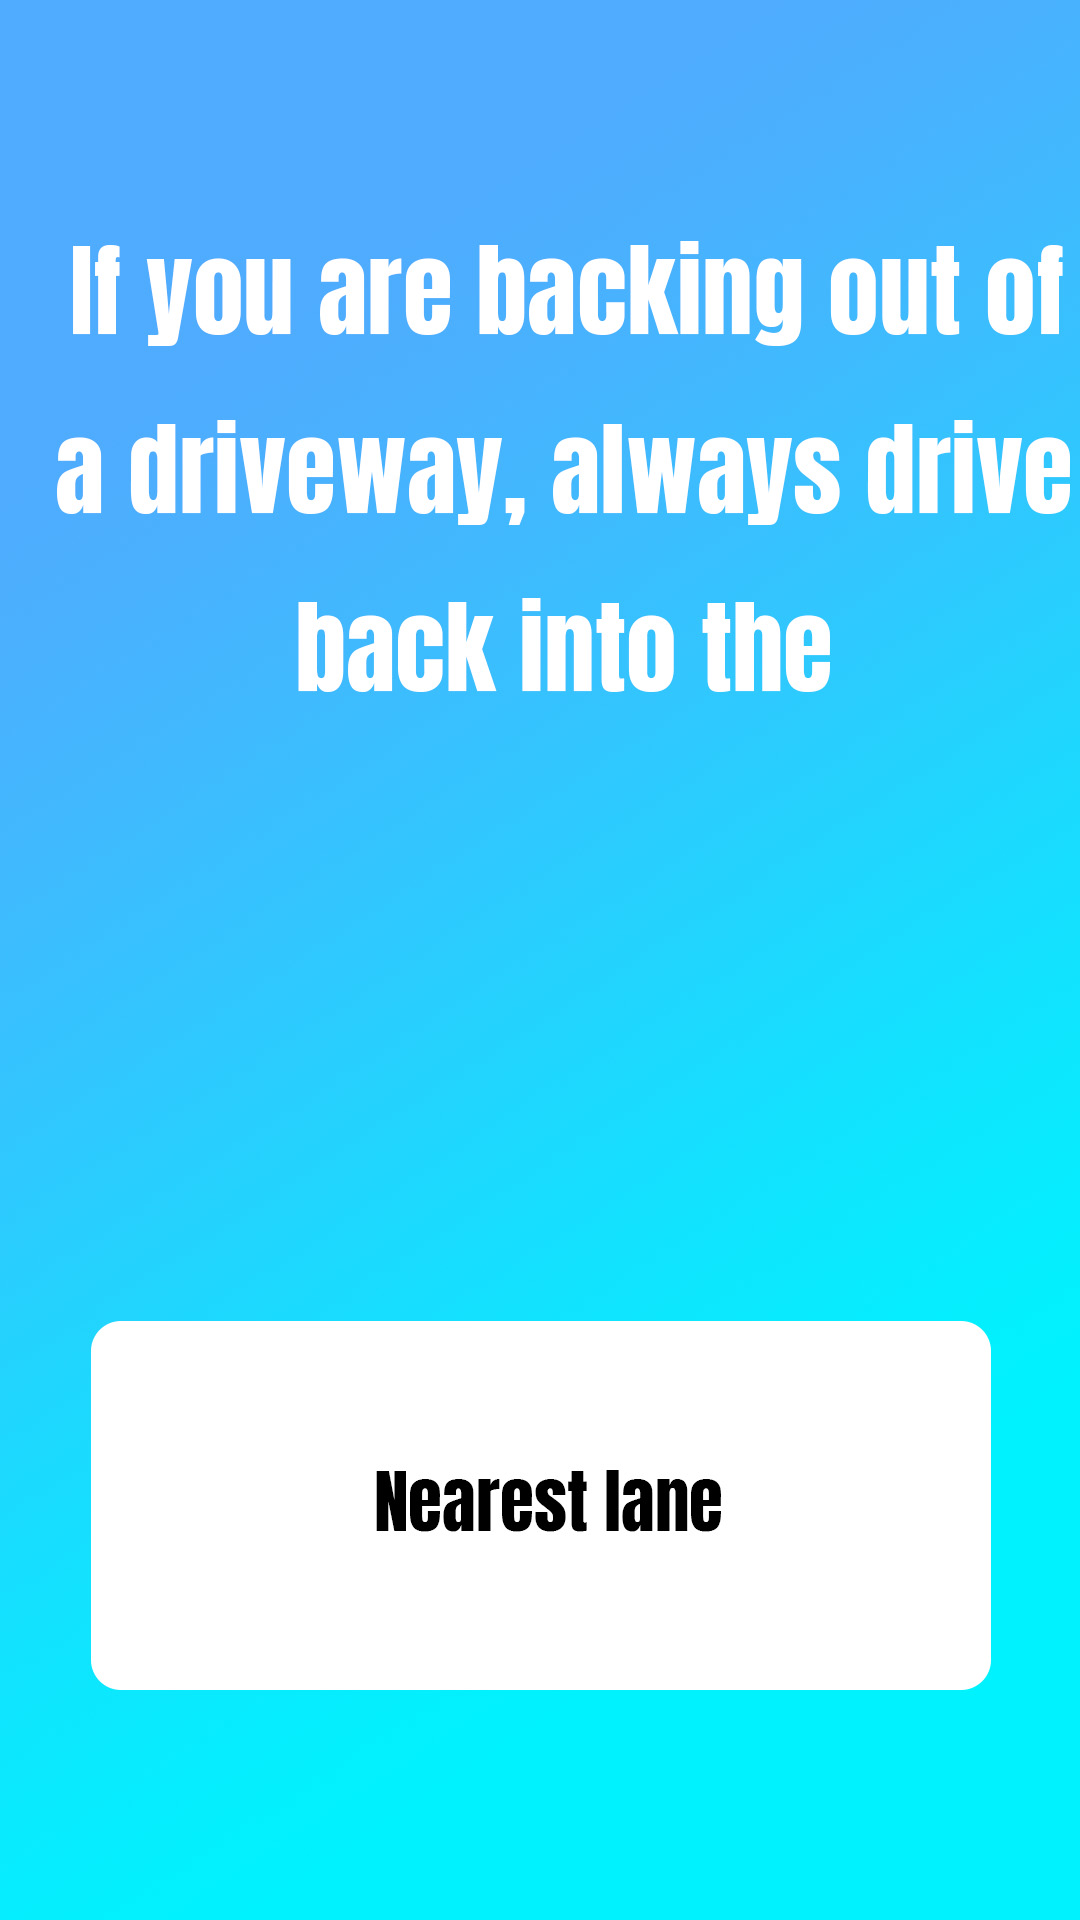 If you are backing out of
a driveway, always drive
back into the
Nearest lane